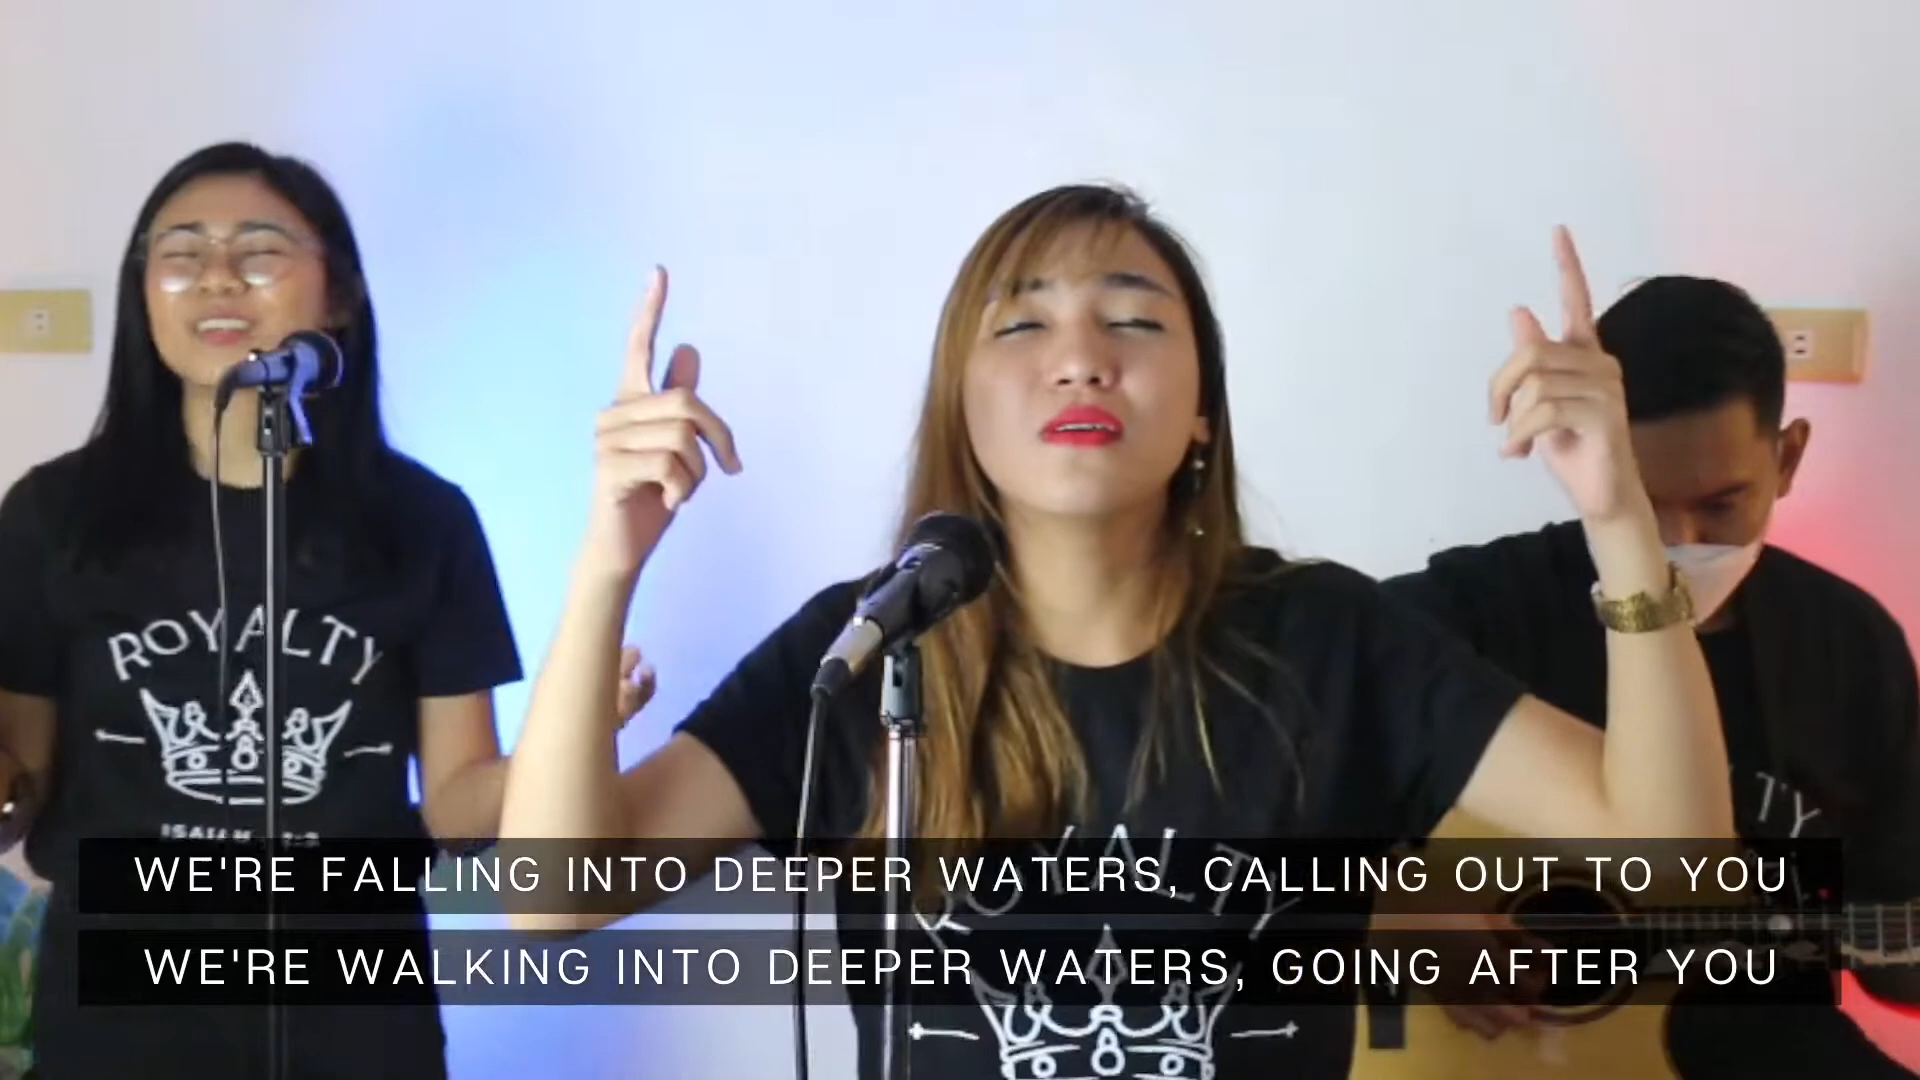 ROYALTY
WE'RE FALLING INTO DEEPER WATERS, CALLING OUT TO YOU
ROYALTY
WE'RE WALKING INTO DEEPER WATERS, GOING AFTER YOU